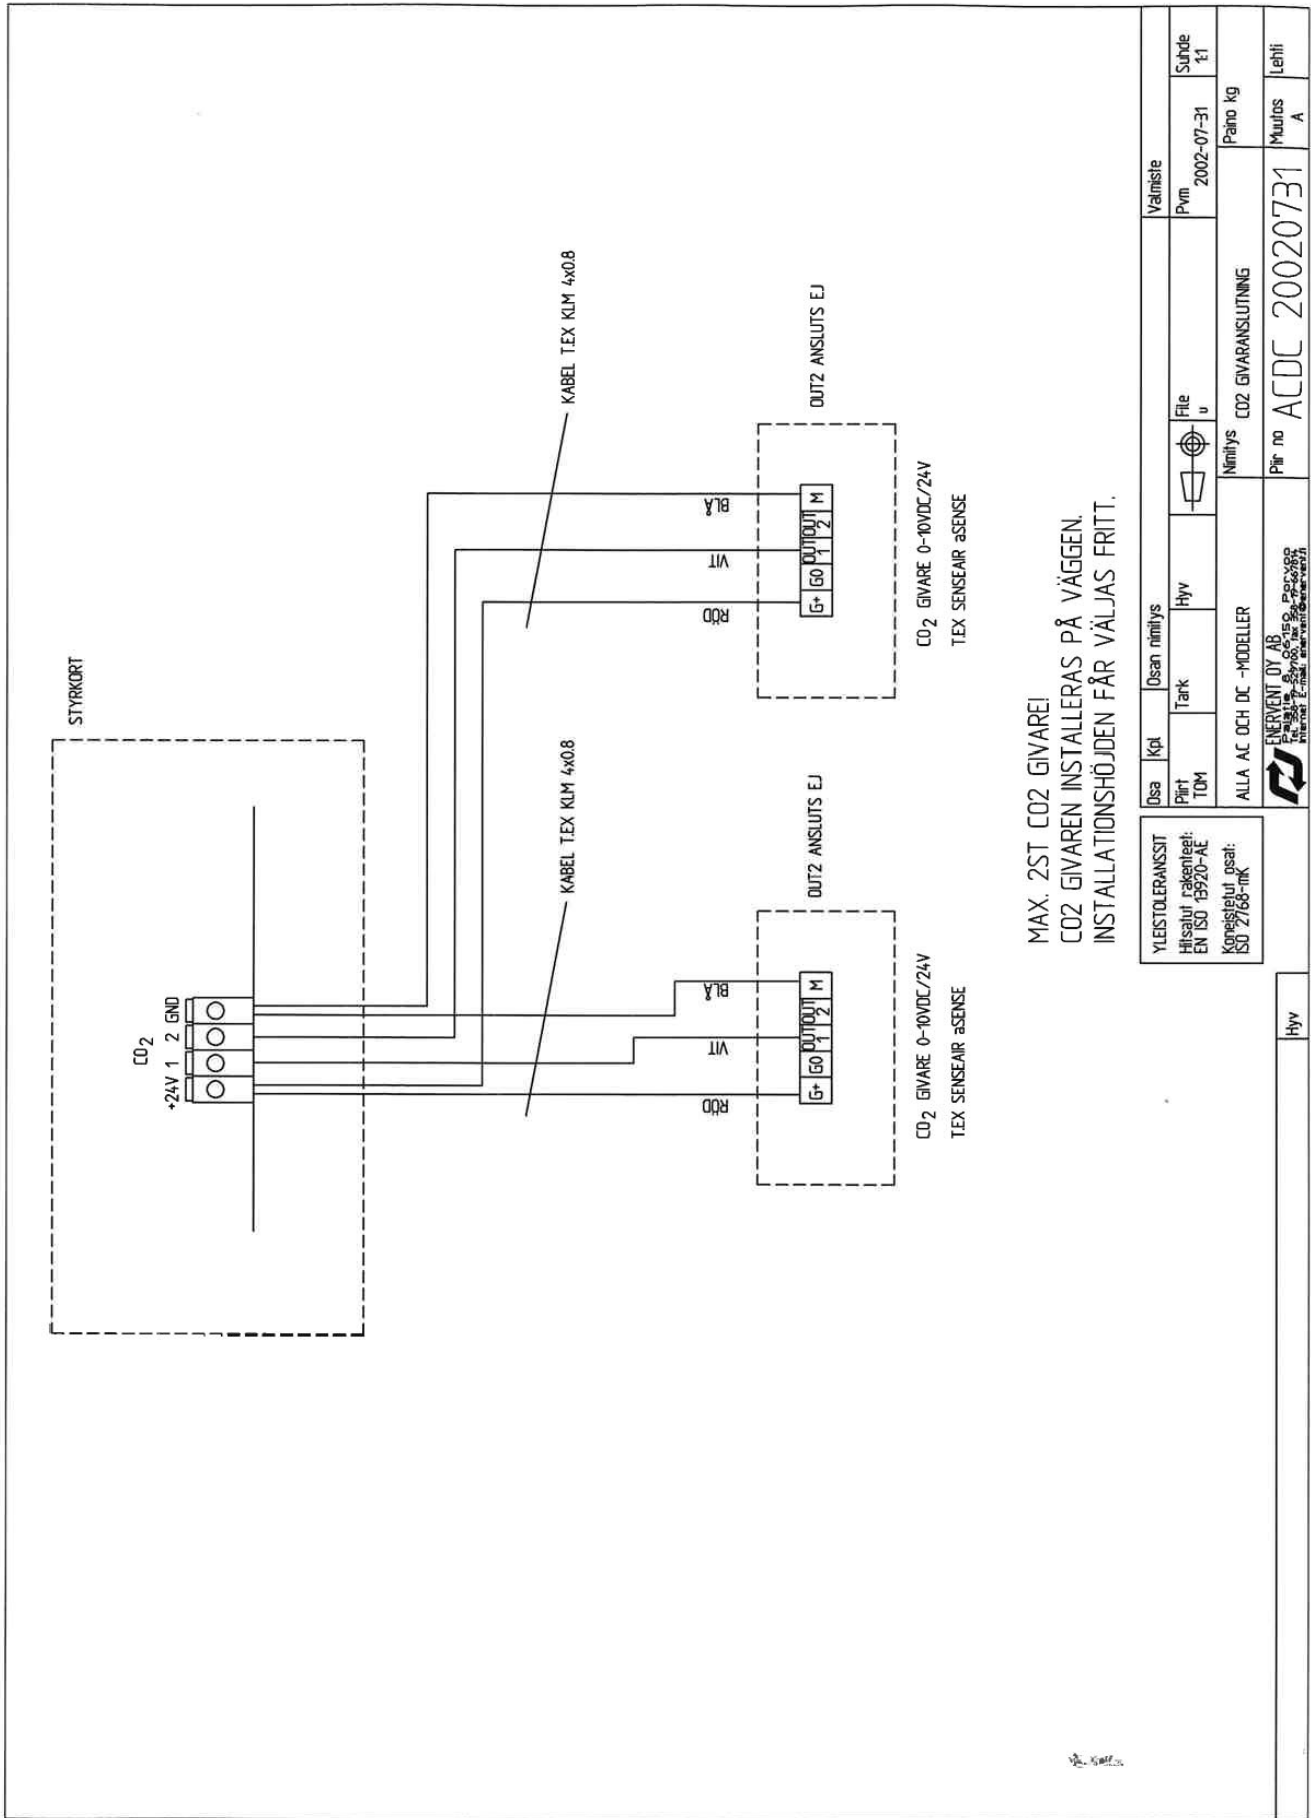 STYRKORT
CO2
+24V 1 2 GND
KABEL T.EX KLM 4x0.8
KABEL T.EX KLM 4x0.8
RÖD
VIT
BLÅ
RÖD
VIT
BLÅ
G+ G0 OUT 1 OUT 2 M
G+ G0 OUT 1 OUT 2 M
OUT2 ANSLUTS EJ
OUT2 ANSLUTS EJ
CO2 GIVARE 0-10VDC/24V
T.EX SENSEAIR aSENSE
CO2 GIVARE 0-10VDC/24V
T.EX SENSEAIR aSENSE
MAX. 2ST CO2 GIVARE!
CO2 GIVAREN INSTALLERAS PÅ VÄGGEN.
INSTALLATIONSHÖJDEN FÅR VÄLJAS FRITT.
YLEISTOLERANSSIT
Hitsatut rakenteet:
EN ISO 13920-AE
Koneistetut osat:
ISO 2768-mK
Osa Kpl Osan nimitys Valmiste
Piirt Tark Hyv File Pvm Suhde
TOM u 2002-07-31 1:1
ALLA AC OCH DC -MODELLER
Nimitys CO2 GIVARANSLUTNING Paino kg
ENERVENT OY AB
Piir no ACDC 20020731 Muutos A Lehti
Hyv